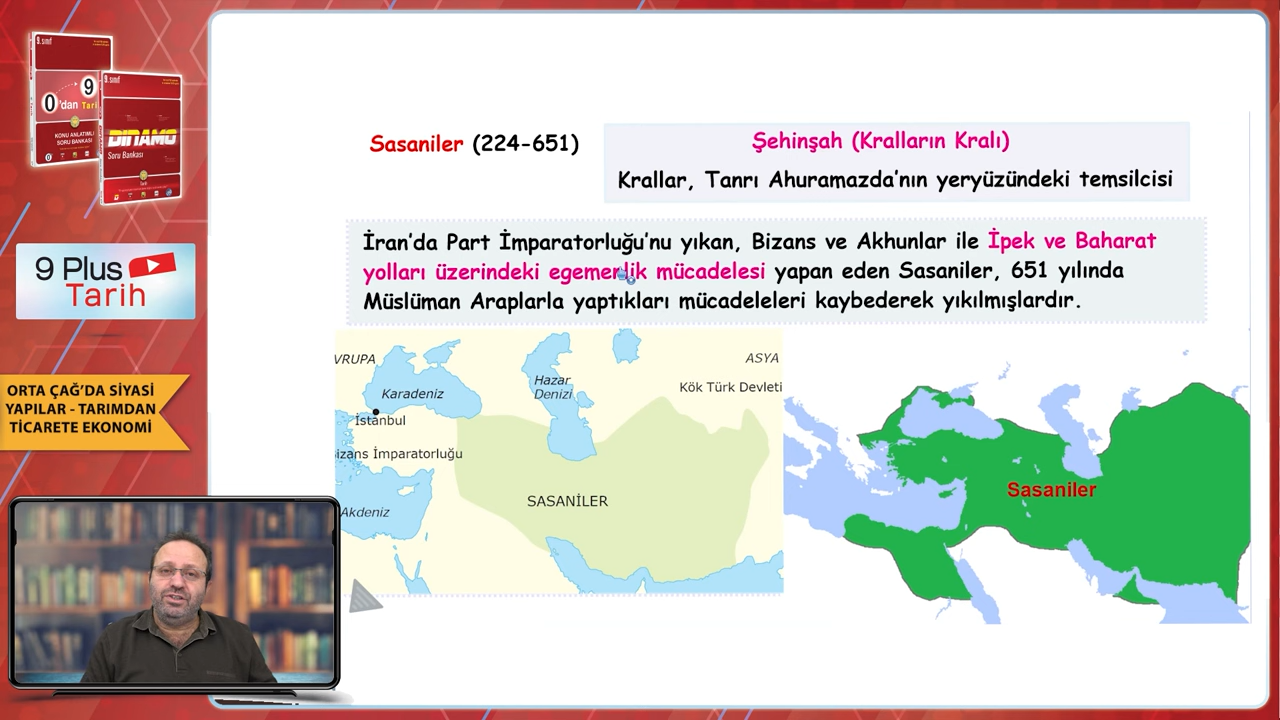 9.sınıf
0'dan 9
Tarih
KONU ANLATIMLI
SORU BANKASI
9.sınıf
DINAMO
Soru Bankası
Tarih
9 Plus
Tarih
ORTA ÇAĞ'DA SİYASİ
YAPILAR - TARIMDAN
TİCARETE EKONOMİ
Sasaniler (224-651)
Şehinşah (Kralların Kralı)
Krallar, Tanrı Ahuramazda'nın yeryüzündeki temsilcisi
İran'da Part İmparatorluğu'nu yıkan, Bizans ve Akhunlar ile İpek ve Baharat
yolları üzerindeki egemenlik mücadelesi yapan eden Sasaniler, 651 yılında
Müslüman Araplarla yaptıkları mücadeleleri kaybederek yıkılmışlardır.
VRUPA
ASYA
Hazar
Denizi
Kök Türk Devleti
Karadeniz
İstanbul
izans İmparatorluğu
SASANİLER
Akdeniz
Sasaniler